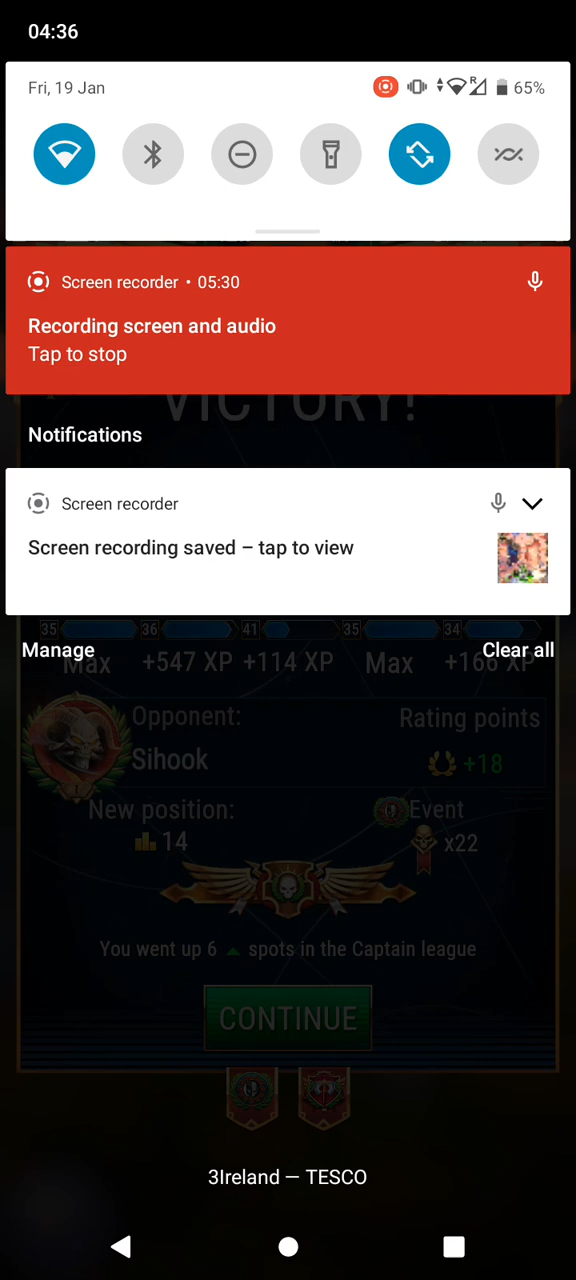 04:36
Fri, 19 Jan
R
65%
Screen recorder • 05:30
Recording screen and audio
Tap to stop
VICTORY!
Notifications
Screen recorder
Screen recording saved – tap to view
35 36 41 35 34
Manage
Clear all
Max +547 XP +114 XP Max +166 XP
Opponent:
Sihook
Rating points
+18
New position:
14
Event
x22
You went up 6 spots in the Captain league
CONTINUE
3Ireland — TESCO